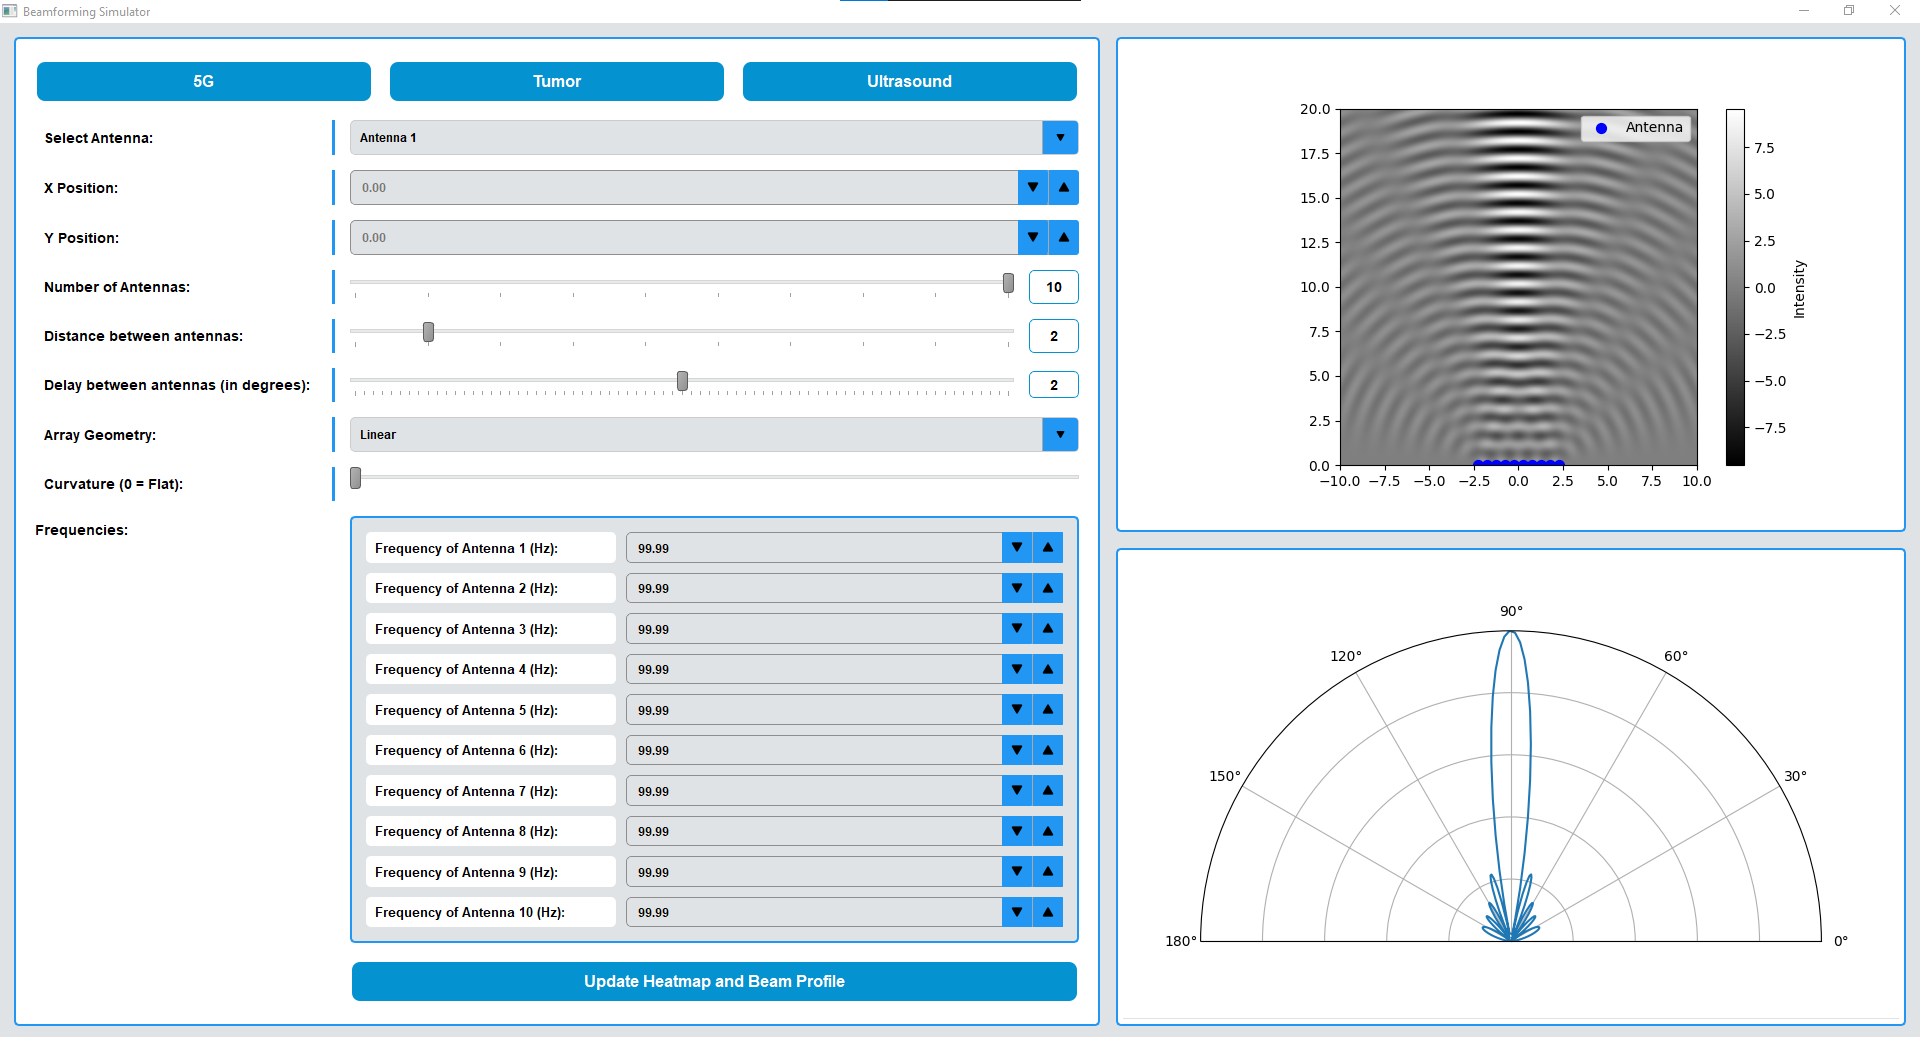 Beamforming Simulator
5G
Tumor
Ultrasound
Select Antenna:
Antenna 1
X Position:
0.00
Y Position:
0.00
Number of Antennas:
10
Distance between antennas:
2
Delay between antennas (in degrees):
2
Array Geometry:
Linear
Curvature (0 = Flat):
Frequencies:
Frequency of Antenna 1 (Hz):
99.99
Frequency of Antenna 2 (Hz):
99.99
Frequency of Antenna 3 (Hz):
99.99
Frequency of Antenna 4 (Hz):
99.99
Frequency of Antenna 5 (Hz):
99.99
Frequency of Antenna 6 (Hz):
99.99
Frequency of Antenna 7 (Hz):
99.99
Frequency of Antenna 8 (Hz):
99.99
Frequency of Antenna 9 (Hz):
99.99
Frequency of Antenna 10 (Hz):
99.99
Update Heatmap and Beam Profile
20.0
17.5
15.0
12.5
10.0
7.5
5.0
2.5
0.0
−10.0 −7.5 −5.0 −2.5 0.0 2.5 5.0 7.5 10.0
Antenna
7.5
5.0
2.5
0.0
−2.5
−5.0
−7.5
Intensity
90°
120°
60°
150°
30°
180°
0°